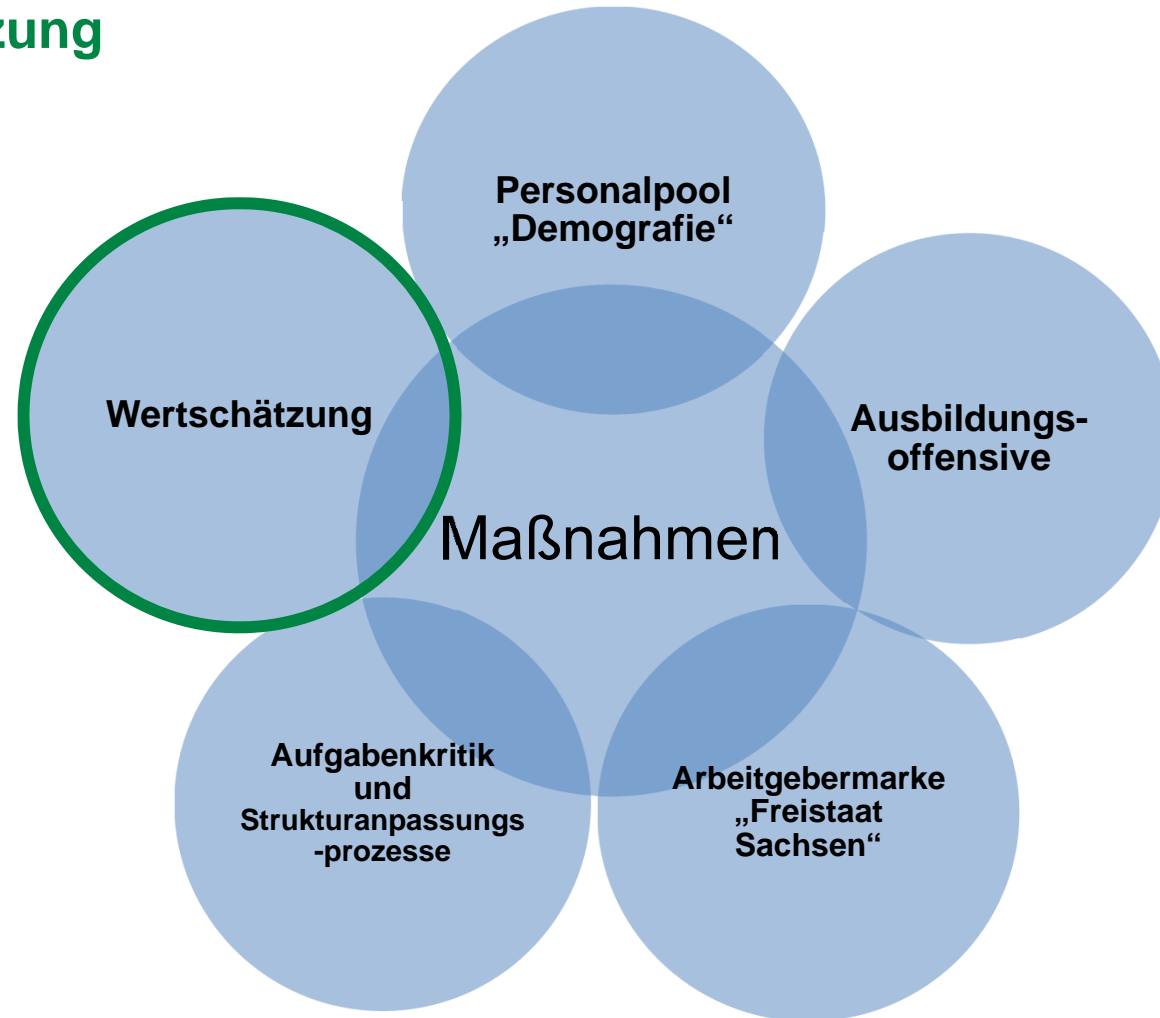 zung
Personalpool
„Demografie“
Wertschätzung
Ausbildungs-
offensive
Maßnahmen
Aufgabenkritik
und
Strukturanpassungs
-prozesse
Arbeitgebermarke
„Freistaat
Sachsen“